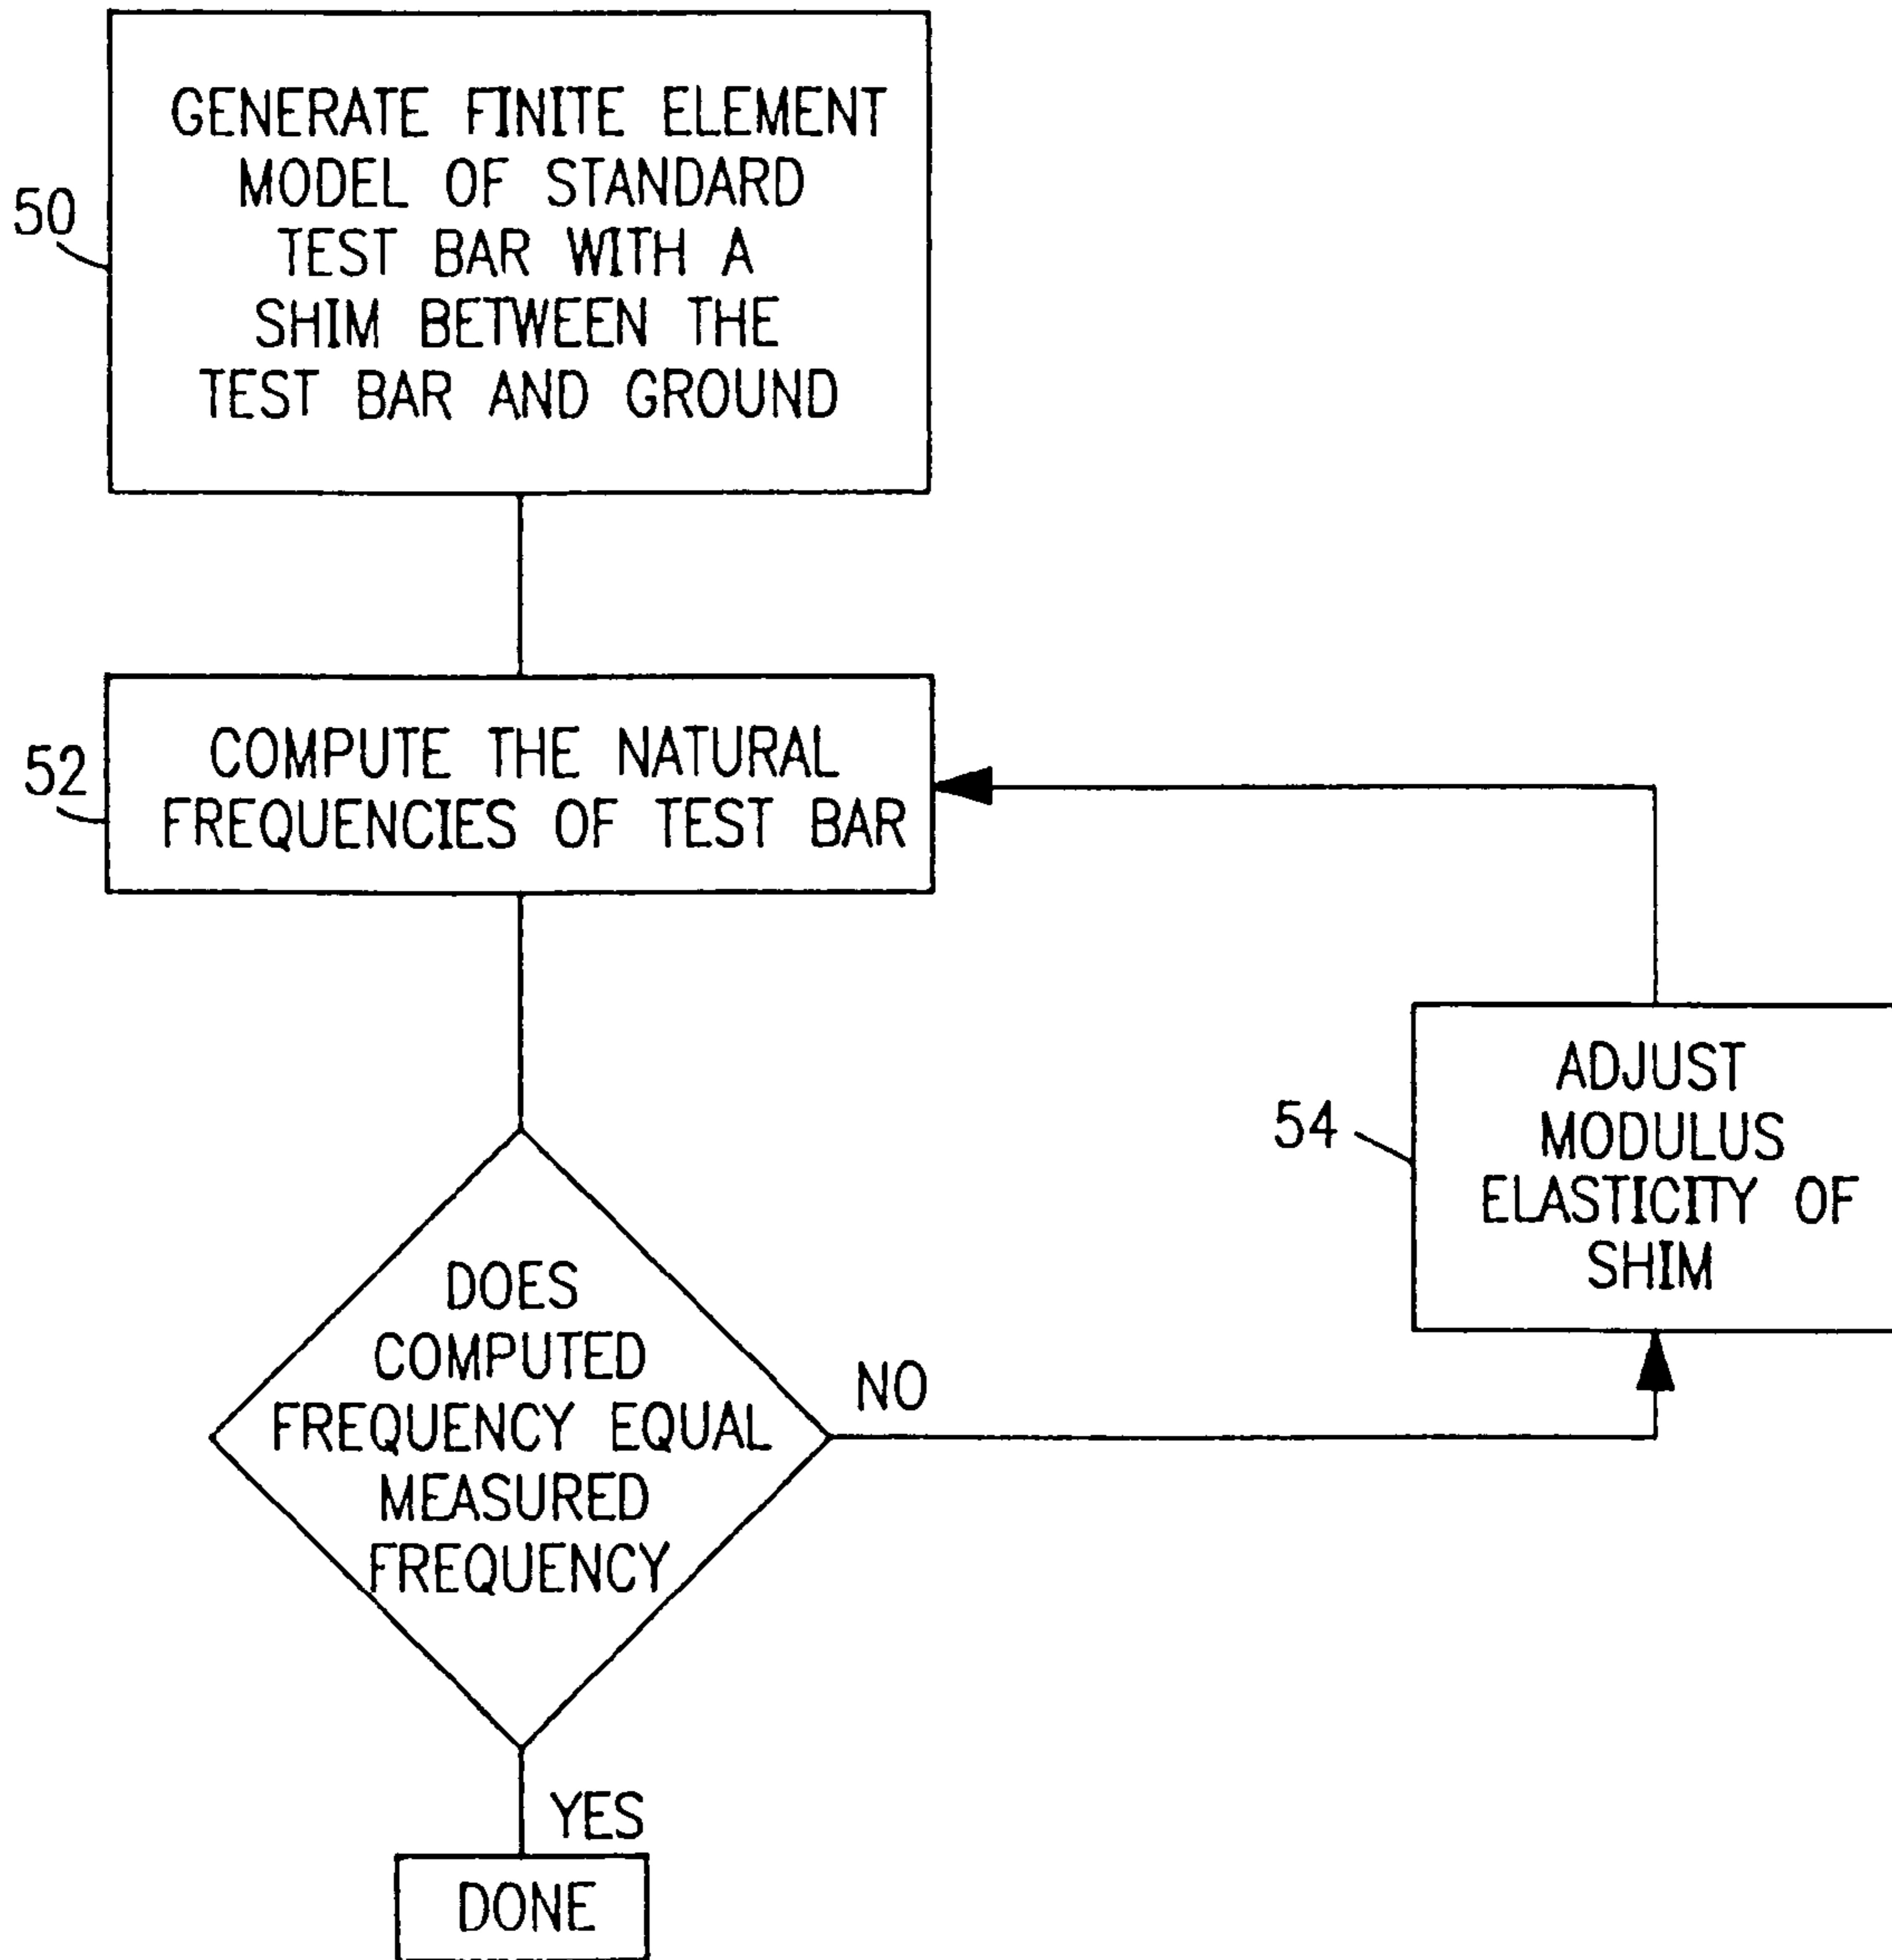 GENERATE FINITE ELEMENT
MODEL OF STANDARD
TEST BAR WITH A
SHIM BETWEEN THE
TEST BAR AND GROUND
50
COMPUTE THE NATURAL
FREQUENCIES OF TEST BAR
52
DOES
COMPUTED
FREQUENCY EQUAL
MEASURED
FREQUENCY
NO
ADJUST
MODULUS
ELASTICITY OF
SHIM
54
YES
DONE